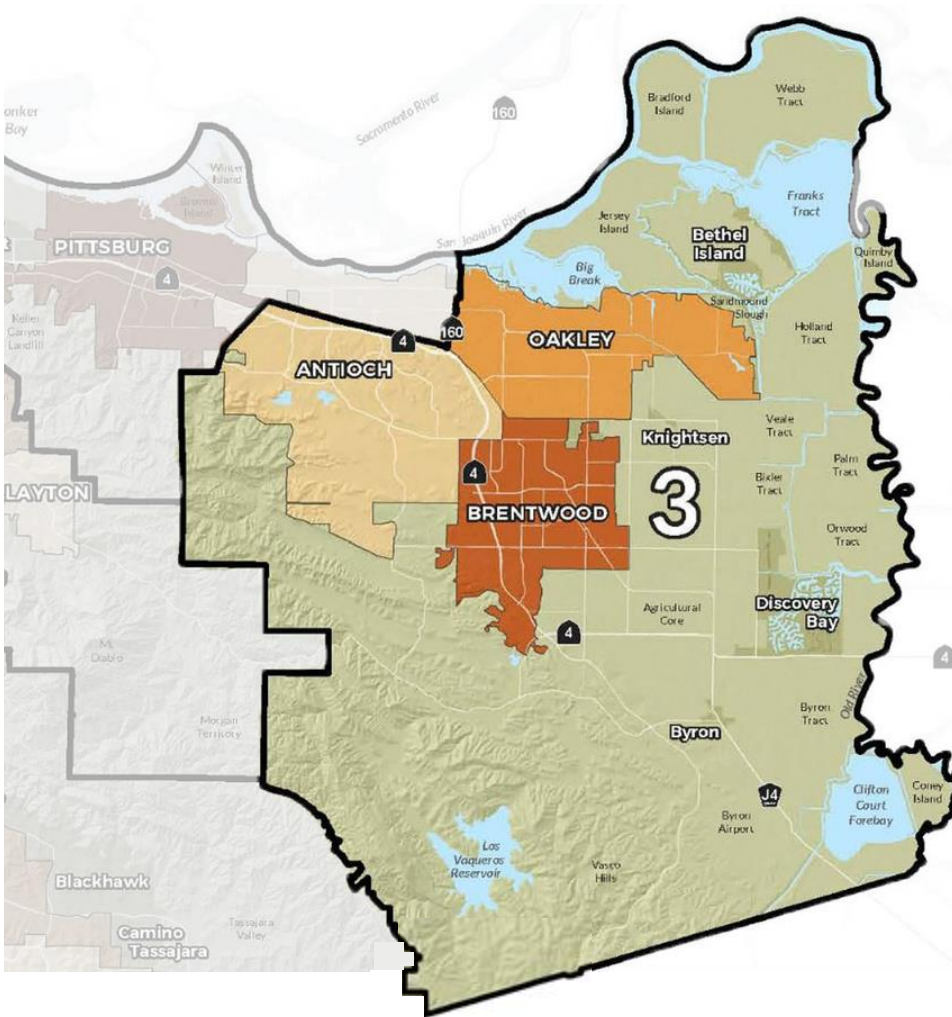 Webb
Tract
Bradford
Island
onker
Bay
160
Sacramento River
Winter
Island
Browns
Island
Franks
Tract
Jersey
Island
San Joaquin River
PITTSBURG
Bethel
Island
Quimby
Island
4
Big
Break
Sandmound
Slough
Keller
Canyon
Landfill
Holland
Tract
160
4
OAKLEY
ANTIOCH
Veale
Tract
Knightsen
Palm
Tract
4
Bixler
Tract
LAYTON
3
BRENTWOOD
Orwood
Tract
Discovery
Bay
Agricultural
Core
4
Mt.
Diablo
4
Old River
Morgan
Territory
Byron
Tract
Byron
Clifton
Court
Forebay
Coney
Island
J4
Byron
Airport
Los
Vaqueros
Reservoir
Vasco
Hills
Blackhawk
Tassajara
Valley
Camino
Tassajara